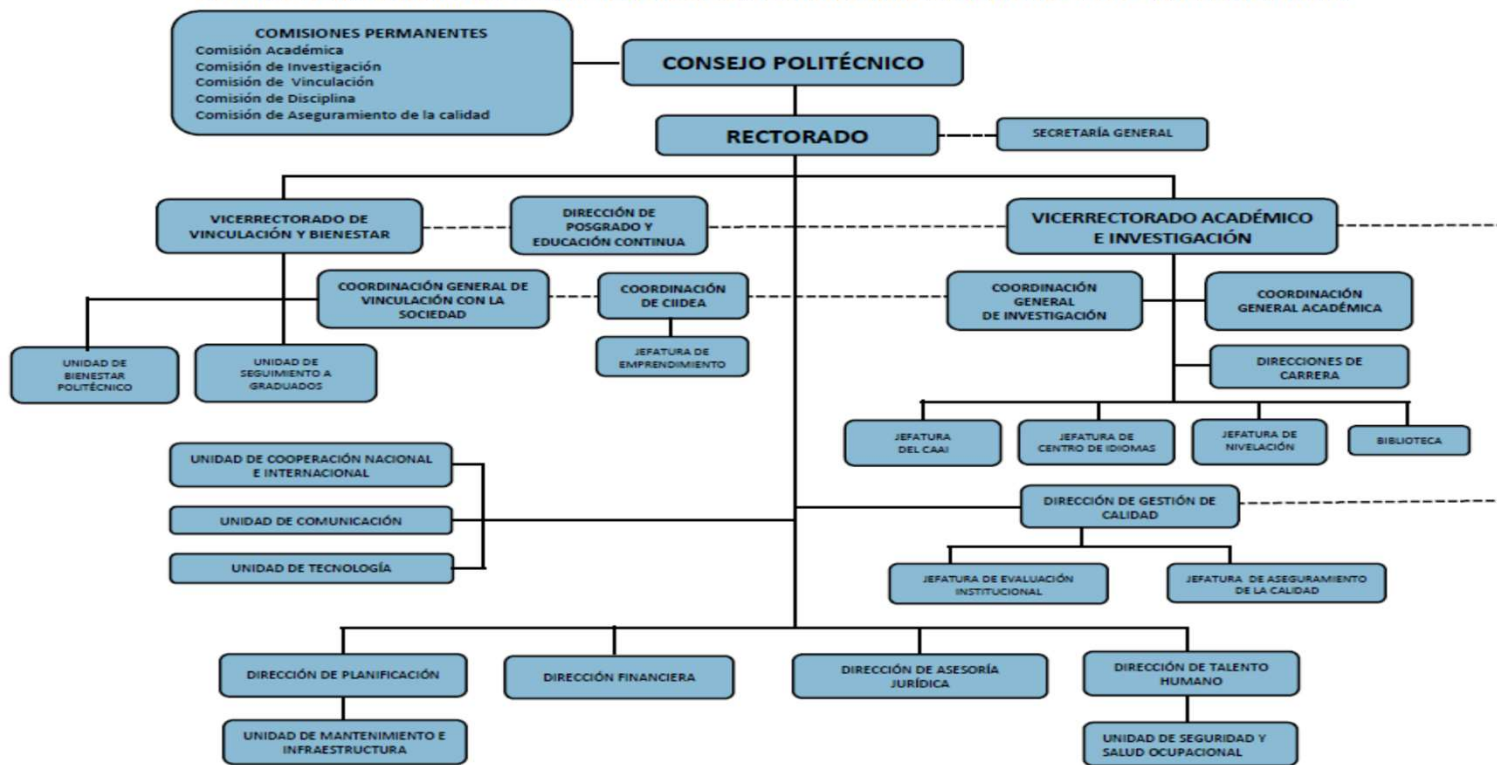 COMISIONES PERMANENTES
Comisión Académica
Comisión de Investigación
Comisión de Vinculación
Comisión de Disciplina
Comisión de Aseguramiento de la calidad
CONSEJO POLITÉCNICO
RECTORADO
SECRETARÍA GENERAL
VICERRECTORADO DE
VINCULACIÓN Y BIENESTAR
DIRECCIÓN DE
POSGRADO Y
EDUCACIÓN CONTINUA
VICERRECTORADO ACADÉMICO
E INVESTIGACIÓN
COORDINACIÓN GENERAL DE
VINCULACIÓN CON LA
SOCIEDAD
COORDINACIÓN
DE CIIDEA
COORDINACIÓN
GENERAL
DE INVESTIGACIÓN
COORDINACIÓN
GENERAL ACADÉMICA
UNIDAD DE
BIENESTAR
POLITÉCNICO
UNIDAD DE
SEGUIMIENTO A
GRADUADOS
JEFATURA DE
EMPRENDIMIENTO
DIRECCIONES DE
CARRERA
JEFATURA
DEL CAAI
JEFATURA DE
CENTRO DE IDIOMAS
JEFATURA DE
NIVELACIÓN
BIBLIOTECA
UNIDAD DE COOPERACIÓN NACIONAL
E INTERNACIONAL
UNIDAD DE COMUNICACIÓN
UNIDAD DE TECNOLOGÍA
DIRECCIÓN DE GESTIÓN DE
CALIDAD
JEFATURA DE EVALUACIÓN
INSTITUCIONAL
JEFATURA DE ASEGURAMIENTO
DE LA CALIDAD
DIRECCIÓN DE PLANIFICACIÓN
DIRECCIÓN FINANCIERA
DIRECCIÓN DE ASESORÍA
JURÍDICA
DIRECCIÓN DE TALENTO
HUMANO
UNIDAD DE MANTENIMIENTO E
INFRAESTRUCTURA
UNIDAD DE SEGURIDAD Y
SALUD OCUPACIONAL